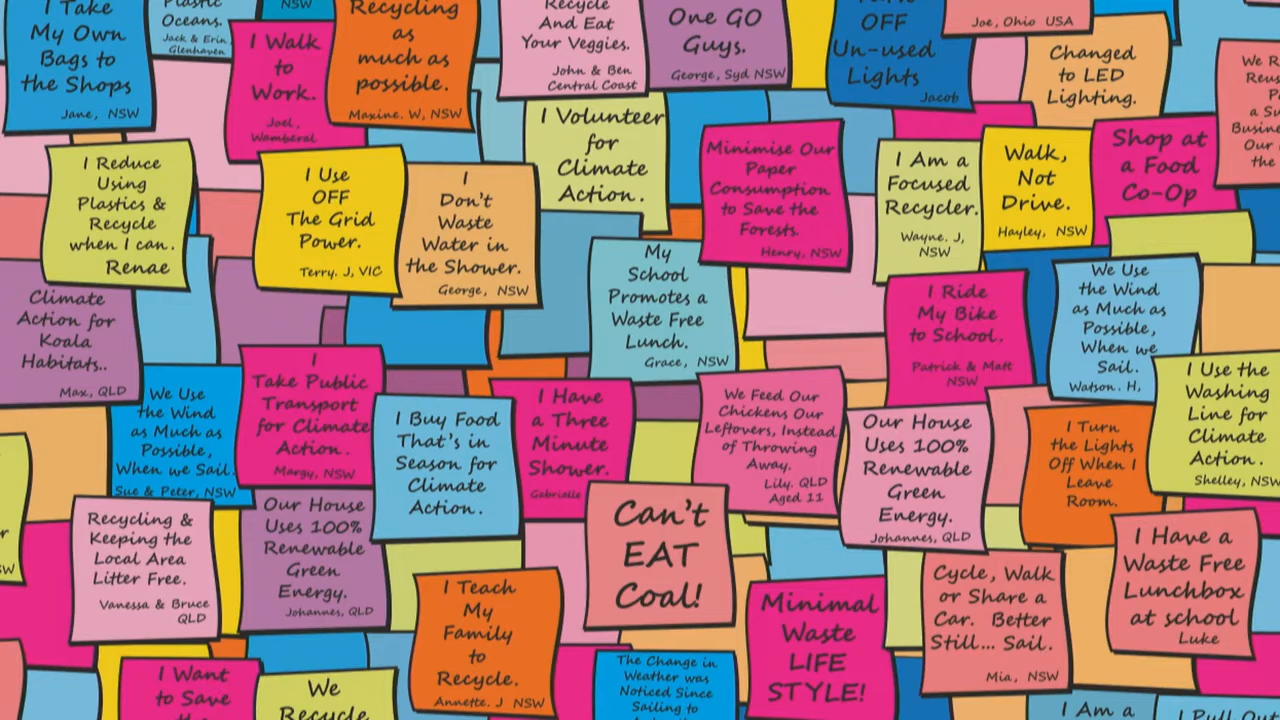 I Take
My Own
Bags to
the Shops
Jane, NSW
Plastic
Oceans.
Jack & Erin
Glenhaven
NSW
I Walk
to
Work.
Joel,
Wamberal
Recycling
as
much as
possible.
Maxine. W, NSW
Recycle
And Eat
Your Veggies.
John & Ben
Central Coast
One GO
Guys.
George, Syd NSW
OFF
Un-used
Lights
Jacob
Joe, Ohio USA
Changed
to LED
Lighting.
I Reduce
Using
Plastics &
Recycle
when I can.
Renae
I Use
OFF
The Grid
Power.
Terry. J, VIC
I
Don't
Waste
Water in
the Shower.
George, NSW
I Volunteer
for
Climate
Action.
Minimise Our
Paper
Consumption
to Save the
Forests.
Henry, NSW
I Am a
Focused
Recycler.
Wayne. J,
NSW
Walk,
Not
Drive.
Hayley, NSW
Shop at
a Food
Co-Op
Climate
Action for
Koala
Habitats..
Max, QLD
My
School
Promotes a
Waste Free
Lunch.
Grace, NSW
I Ride
My Bike
to School.
Patrick & Matt
NSW
We Use
the Wind
as Much as
Possible,
When we
Sail.
Watson. H,
We Use
the Wind
as Much as
Possible,
When we Sail.
Sue & Peter, NSW
I
Take Public
Transport
for Climate
Action.
Margy, NSW
I Buy Food
That's in
Season for
Climate
Action.
I Have
a Three
Minute
Shower.
Gabrielle
We Feed Our
Chickens Our
Leftovers, Instead
of Throwing
Away.
Lily. QLD
Aged 11
Our House
Uses 100%
Renewable
Green
Energy.
Johannes, QLD
I Turn
the Lights
Off When I
Leave
Room.
I Use the
Washing
Line for
Climate
Action.
Shelley, NSW
Recycling &
Keeping the
Local Area
Litter Free.
Vanessa & Bruce
QLD
Our House
Uses 100%
Renewable
Green
Energy.
Johannes, QLD
Can't
EAT
Coal!
I Teach
My
Family
to
Recycle.
Annette. J NSW
Minimal
Waste
LIFE
STYLE!
Cycle, Walk
or Share a
Car. Better
Still... Sail.
Mia, NSW
I Have a
Waste Free
Lunchbox
at school
Luke
I Want
to Save
We
Recycle
The Change in
Weather was
Noticed Since
Sailing to
I Am a
I Pull Out